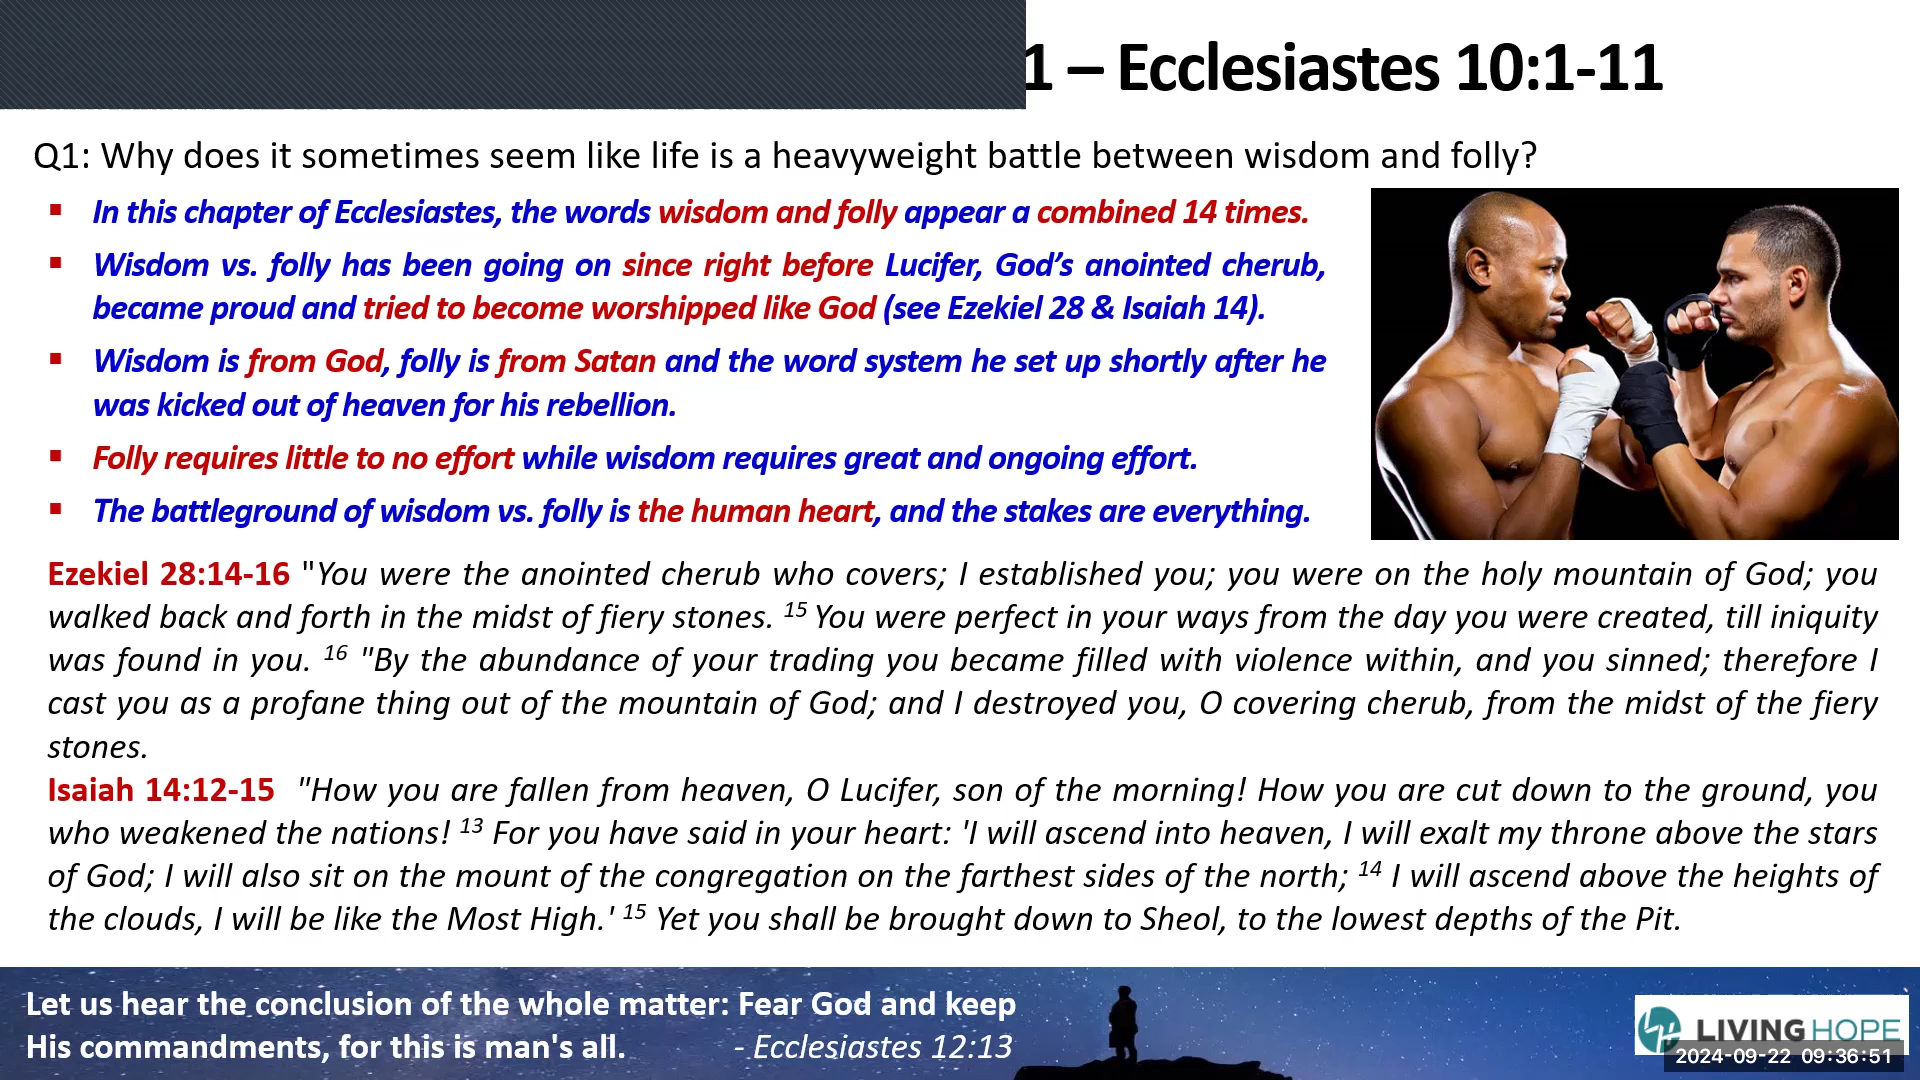 1 – Ecclesiastes 10:1-11
Q1: Why does it sometimes seem like life is a heavyweight battle between wisdom and folly?
▪ In this chapter of Ecclesiastes, the words wisdom and folly appear a combined 14 times.
▪ Wisdom vs. folly has been going on since right before Lucifer, God’s anointed cherub,
became proud and tried to become worshipped like God (see Ezekiel 28 & Isaiah 14).
▪ Wisdom is from God, folly is from Satan and the word system he set up shortly after he
was kicked out of heaven for his rebellion.
▪ Folly requires little to no effort while wisdom requires great and ongoing effort.
▪ The battleground of wisdom vs. folly is the human heart, and the stakes are everything.
Ezekiel 28:14-16 "You were the anointed cherub who covers; I established you; you were on the holy mountain of God; you
walked back and forth in the midst of fiery stones. 15 You were perfect in your ways from the day you were created, till iniquity
was found in you. 16 "By the abundance of your trading you became filled with violence within, and you sinned; therefore I
cast you as a profane thing out of the mountain of God; and I destroyed you, O covering cherub, from the midst of the fiery
stones.
Isaiah 14:12-15 "How you are fallen from heaven, O Lucifer, son of the morning! How you are cut down to the ground, you
who weakened the nations! 13 For you have said in your heart: 'I will ascend into heaven, I will exalt my throne above the stars
of God; I will also sit on the mount of the congregation on the farthest sides of the north; 14 I will ascend above the heights of
the clouds, I will be like the Most High.' 15 Yet you shall be brought down to Sheol, to the lowest depths of the Pit.
Let us hear the conclusion of the whole matter: Fear God and keep
His commandments, for this is man's all. - Ecclesiastes 12:13
LIVING HOPE
2024-09-22 09:36:51